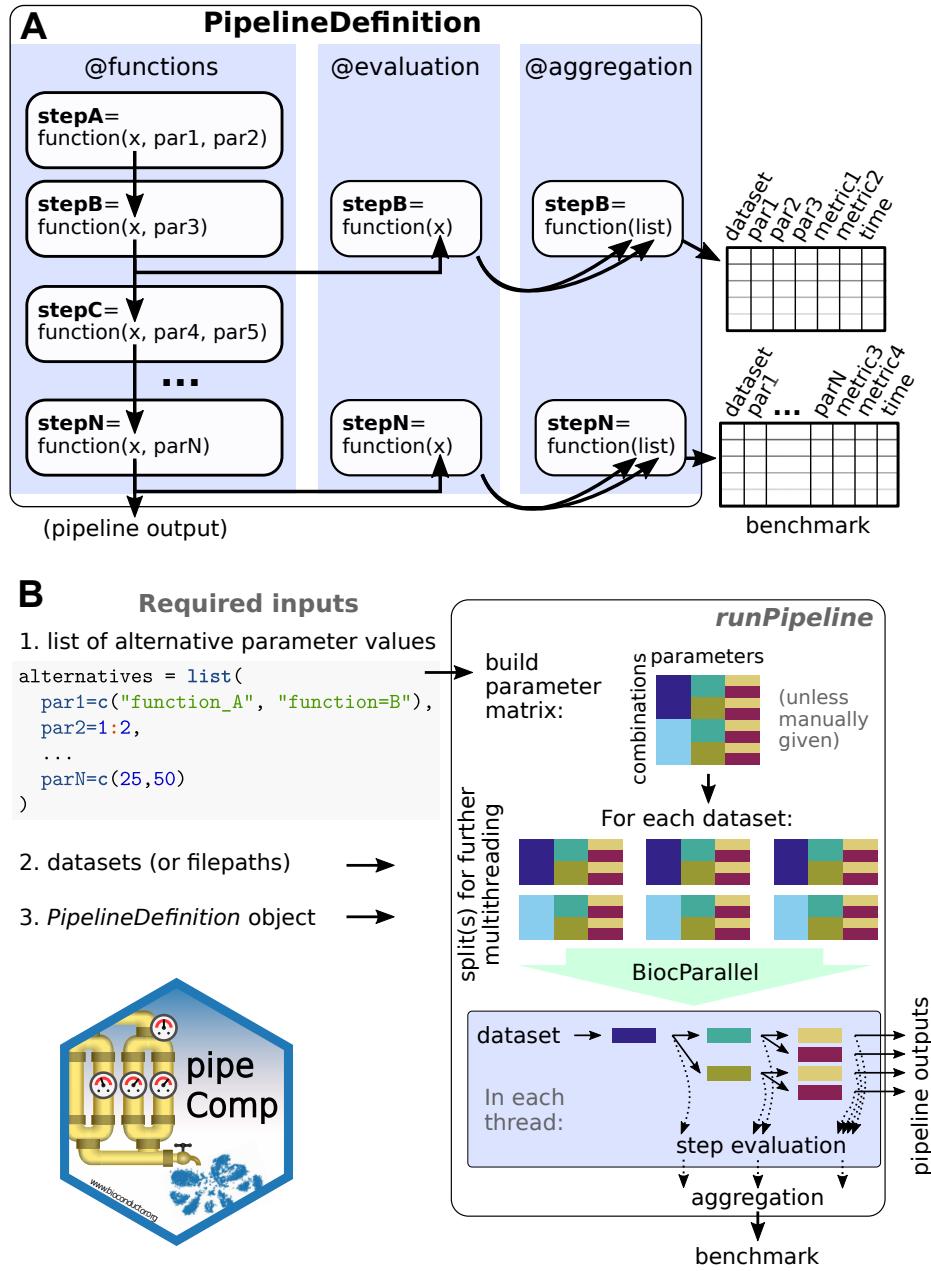 A
PipelineDefinition
@functions
@evaluation
@aggregation
stepA=
function(x, par1, par2)
stepB=
function(x, par3)
stepB=
function(x)
stepB=
function(list)
dataset
par1
par2
par3
metric1
metric2
time
stepC=
function(x, par4, par5)
...
stepN=
function(x, parN)
stepN=
function(x)
stepN=
function(list)
dataset
par1
...
parN
metric3
metric4
time
(pipeline output)
benchmark
B
Required inputs
1. list of alternative parameter values
alternatives = list(
par1=c("function_A", "function=B"),
par2=1:2,
...
parN=c(25,50)
)
2. datasets (or filepaths)
3. PipelineDefinition object
pipe
Comp
www.bioconductor.org
runPipeline
build
parameter
matrix:
parameters
combinations
(unless
manually
given)
For each dataset:
split(s) for further
multithreading
BiocParallel
dataset
In each
thread:
step evaluation
pipeline outputs
aggregation
benchmark